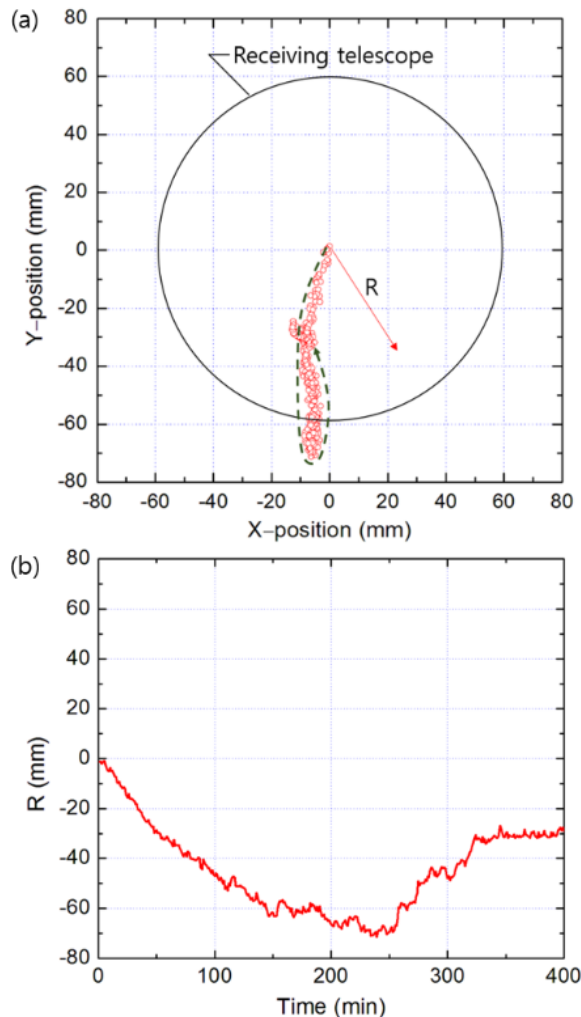 (a)
80
60
40
20
0
-20
-40
-60
80
Y−position (mm)
Receiving telescope
R
-80 -60 -40 -20 0 20 40 60 80
X−position (mm)
(b)
80
60
40
20
0
-20
-40
-60
-80
R (mm)
0 100 200 300 400
Time (min)